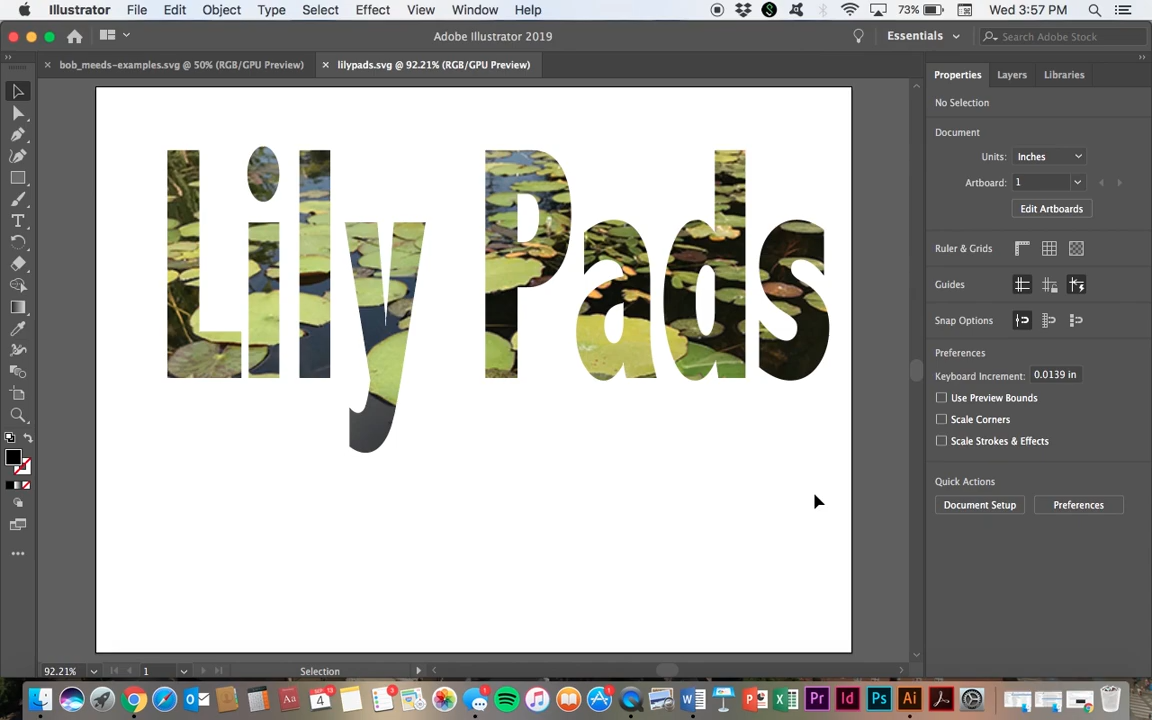 Illustrator File Edit Object Type Select Effect View Window Help 73% Wed 3:57 PM
Adobe Illustrator 2019 Essentials Search Adobe Stock
bob_meeds-examples.svg @ 50% (RGB/GPU Preview) lilypads.svg @ 92.21% (RGB/GPU Preview)
Properties Layers Libraries
No Selection
Document
Units: Inches
Artboard: 1
Edit Artboards
Ruler & Grids
Guides
Snap Options
Preferences
Keyboard Increment: 0.0139 in
Use Preview Bounds
Scale Corners
Scale Strokes & Effects
Quick Actions
Document Setup Preferences
Lily Pads
92.21% 1 Selection
Pr Id Ps Ai